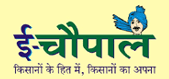 ई-चौपाल
किसानों के हित में, किसानों का अपना